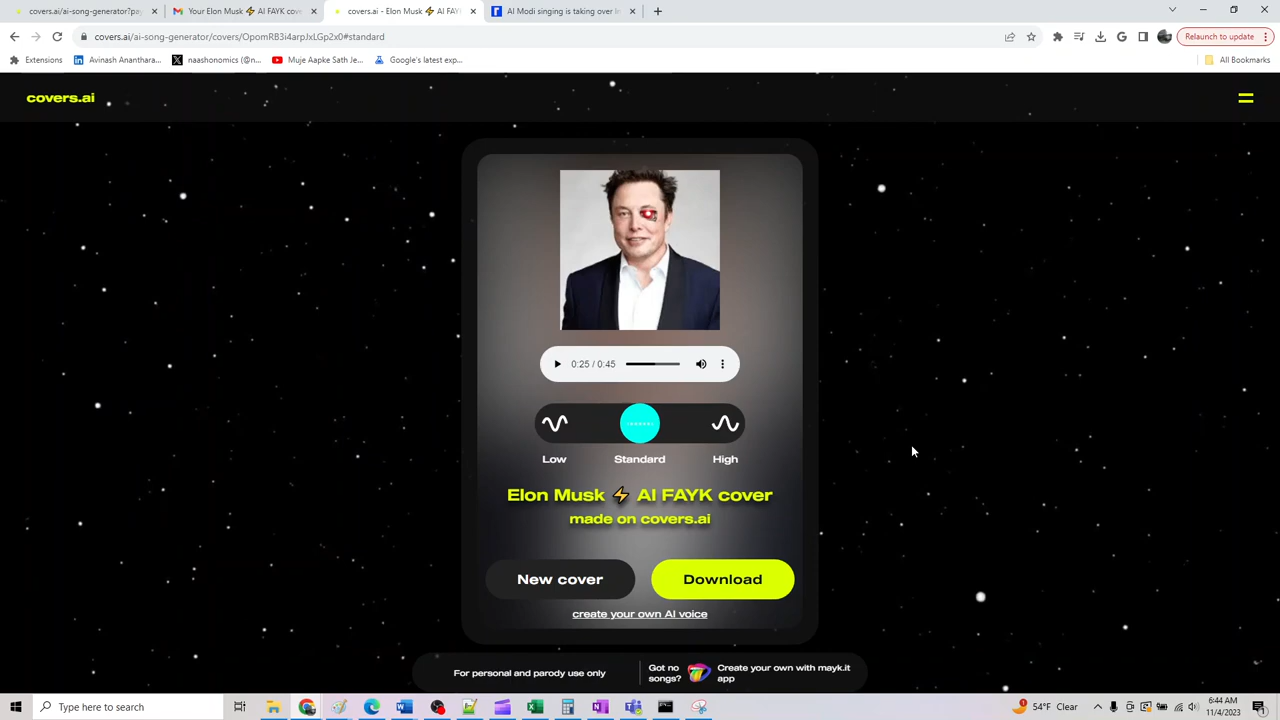 covers.ai/ai-song-generator?pay
Your Elon Musk ⚡ AI FAYK cover
covers.ai - Elon Musk ⚡ AI FAY
AI Modi singing is taking over In
covers.ai/ai-song-generator/covers/OpomRB3i4arpJxLGp2x0#standard
Relaunch to update
Extensions
Avinash Ananthara...
naashonomics (@n...
Muje Aapke Sath Je...
Google's latest exp...
All Bookmarks
covers.ai
0:25 / 0:45
Low
Standard
High
Elon Musk ⚡ AI FAYK cover
made on covers.ai
New cover
Download
create your own AI voice
For personal and parody use only
Got no
songs?
Create your own with mayk.it
app
Type here to search
54°F Clear
6:44 AM
11/4/2023